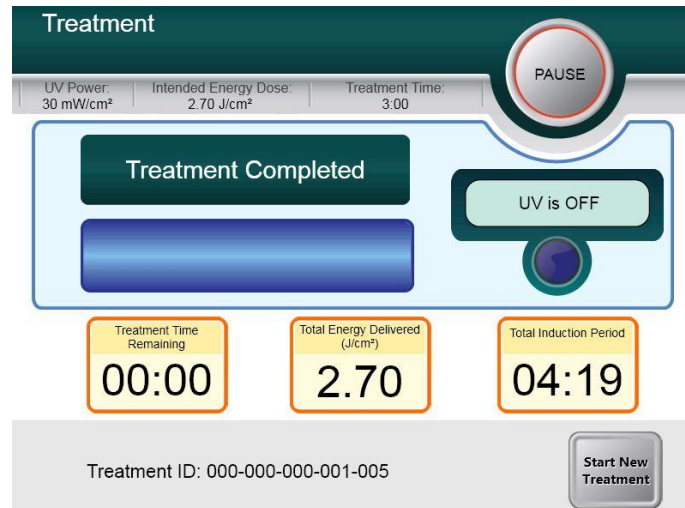 Treatment
PAUSE
UV Power:
30 mW/cm²
Intended Energy Dose:
2.70 J/cm²
Treatment Time:
3:00
Treatment Completed
UV is OFF
Treatment Time
Remaining
00:00
Total Energy Delivered
(J/cm²)
2.70
Total Induction Period
04:19
Treatment ID: 000-000-000-001-005
Start New
Treatment